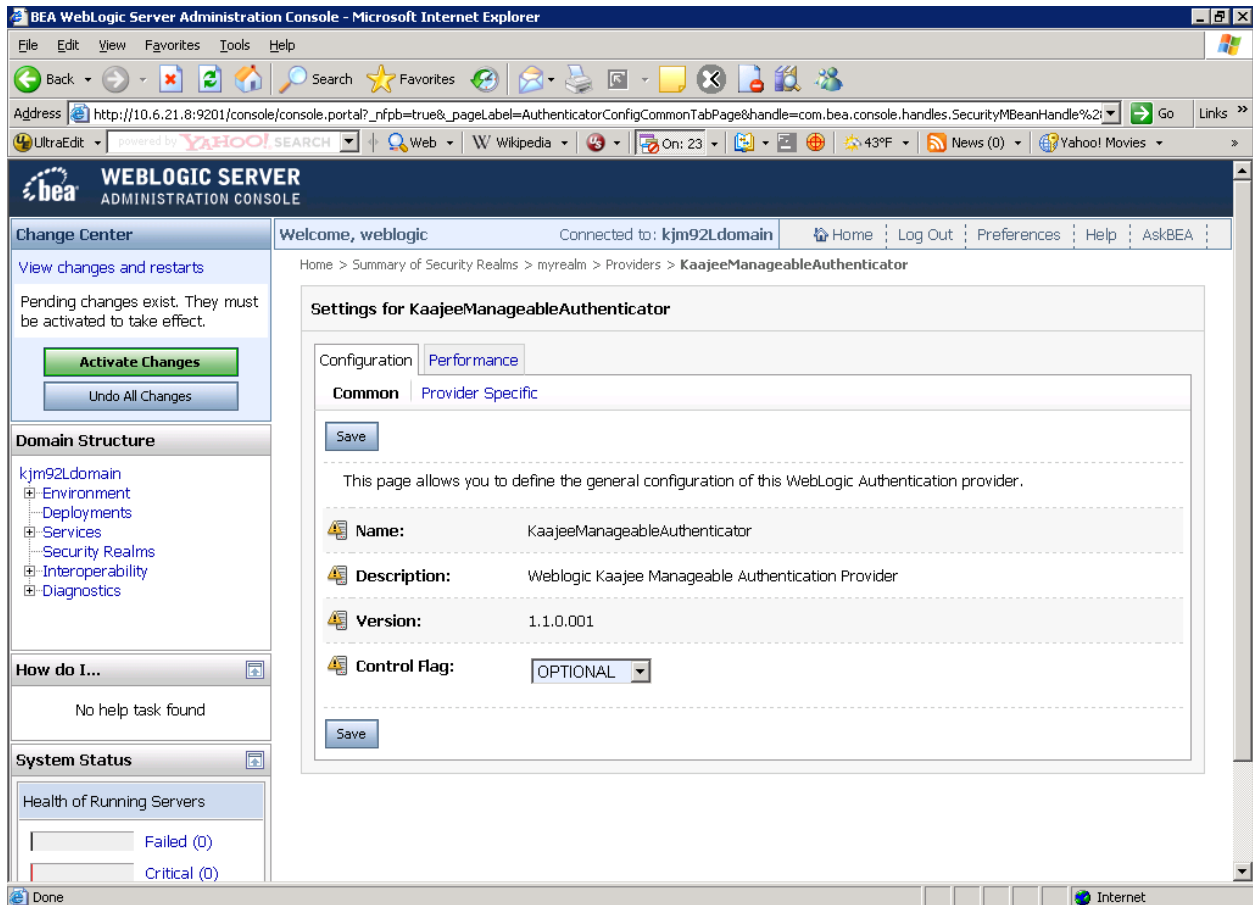 BEA WebLogic Server Administration Console - Microsoft Internet Explorer
File Edit View Favorites Tools Help
Back Search Favorites
Address http://10.6.21.8:9201/console/console.portal?_nfpb=true&_pageLabel=AuthenticatorConfigCommonTabPage&handle=com.bea.console.handles.SecurityMBeanHandle%2 Go Links »
UltraEdit powered by YAHOO! SEARCH Web W Wikipedia On: 23 43°F News (0) Yahoo! Movies »
bea WEBLOGIC SERVER
ADMINISTRATION CONSOLE
Change Center
View changes and restarts
Pending changes exist. They must
be activated to take effect.
Activate Changes
Undo All Changes
Domain Structure
kjm92Ldomain
Environment
Deployments
Services
Security Realms
Interoperability
Diagnostics
How do I...
No help task found
System Status
Health of Running Servers
Failed (0)
Critical (0)
Welcome, weblogic Connected to: kjm92Ldomain Home Log Out Preferences Help AskBEA
Home > Summary of Security Realms > myrealm > Providers > KaajeeManageableAuthenticator
Settings for KaajeeManageableAuthenticator
Configuration Performance
Common Provider Specific
Save
This page allows you to define the general configuration of this WebLogic Authentication provider.
Name: KaajeeManageableAuthenticator
Description: Weblogic Kaajee Manageable Authentication Provider
Version: 1.1.0.001
Control Flag: OPTIONAL
Save
Done Internet